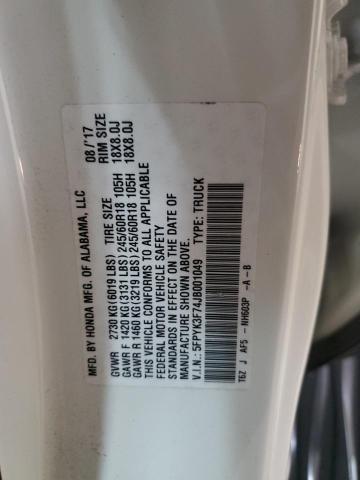 MFD. BY HONDA MFG. OF ALABAMA, LLC 08/'17
GVWR 2730 KG(6019 LBS) TIRE SIZE RIM SIZE
GAWR F 1420 KG(3131 LBS) 245/60R18 105H 18X8.0J
GAWR R 1460 KG(3219 LBS) 245/60R18 105H 18X8.0J
THIS VEHICLE CONFORMS TO ALL APPLICABLE
FEDERAL MOTOR VEHICLE SAFETY
STANDARDS IN EFFECT ON THE DATE OF
MANUFACTURE SHOWN ABOVE.
V.I.N.: 5FPYK3F74JB001049 TYPE: TRUCK
T6Z J AF5 - NH603P -A -B